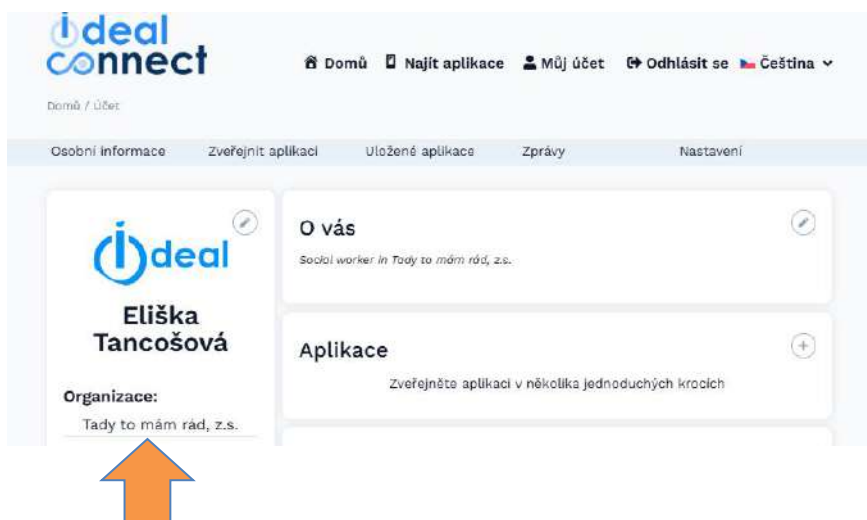 ideal
connect
Domů Najít aplikace Můj účet Odhlásit se Čeština
Domů / Účet
Osobní informace Zveřejnit aplikaci Uložené aplikace Zprávy Nastavení
ideal
Eliška
Tancošová
Organizace:
Tady to mám rád, z.s.
O vás
Social worker in Tady to mám rád, z.s.
Aplikace
Zveřejněte aplikaci v několika jednoduchých krocích